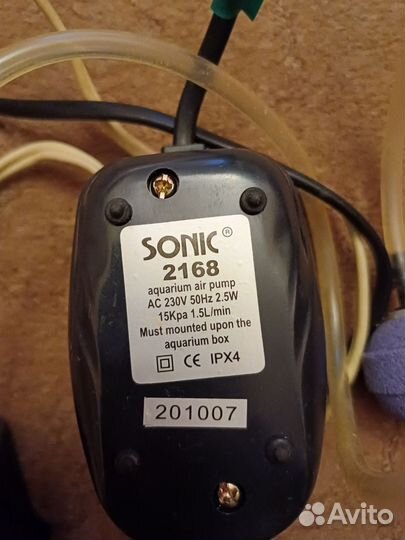 SONIC ®
2168
aquarium air pump
AC 230V 50Hz 2.5W
15Kpa 1.5L/min
Must mounted upon the
aquarium box
CE IPX4
201007
Avito